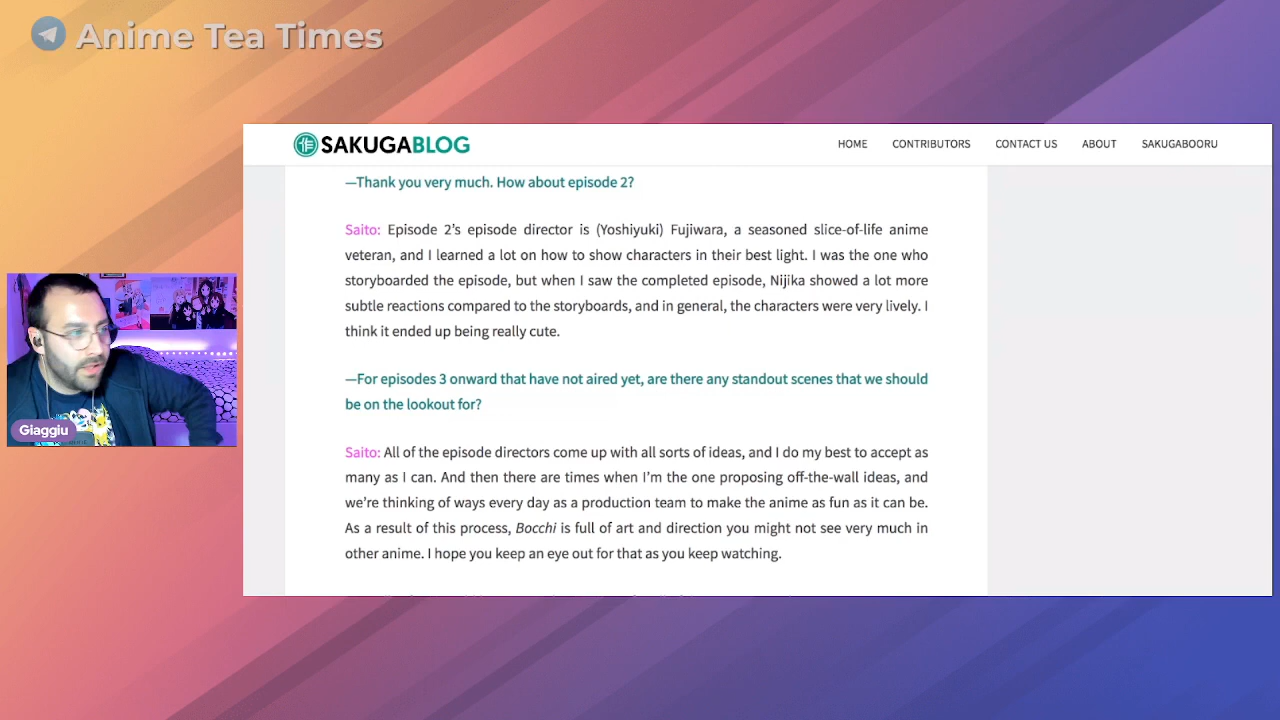 Anime Tea Times
SAKUGABLOG
HOME CONTRIBUTORS CONTACT US ABOUT SAKUGABOORU
—Thank you very much. How about episode 2?
Saito: Episode 2’s episode director is (Yoshiyuki) Fujiwara, a seasoned slice-of-life anime
veteran, and I learned a lot on how to show characters in their best light. I was the one who
storyboarded the episode, but when I saw the completed episode, Nijika showed a lot more
subtle reactions compared to the storyboards, and in general, the characters were very lively. I
think it ended up being really cute.
—For episodes 3 onward that have not aired yet, are there any standout scenes that we should
be on the lookout for?
Saito: All of the episode directors come up with all sorts of ideas, and I do my best to accept as
many as I can. And then there are times when I’m the one proposing off-the-wall ideas, and
we’re thinking of ways every day as a production team to make the anime as fun as it can be.
As a result of this process, Bocchi is full of art and direction you might not see very much in
other anime. I hope you keep an eye out for that as you keep watching.
Giaggiu